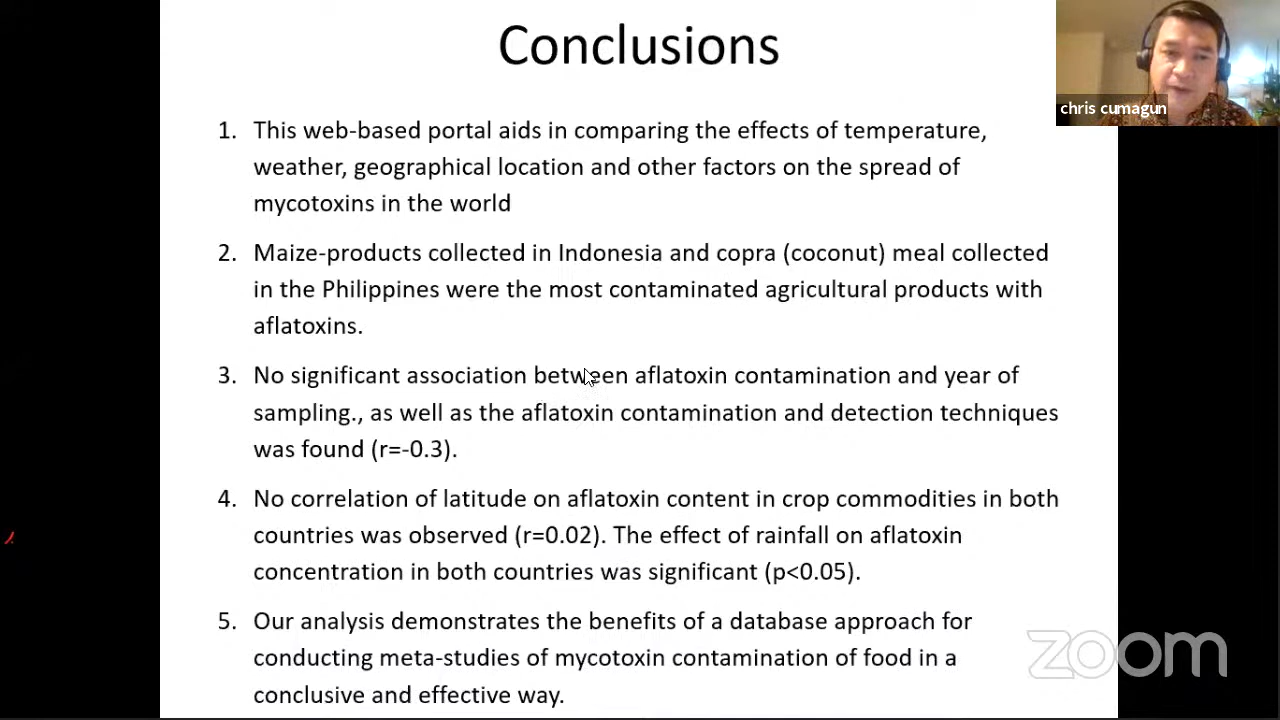 Conclusions
chris cumagun
1. This web-based portal aids in comparing the effects of temperature,
weather, geographical location and other factors on the spread of
mycotoxins in the world
2. Maize-products collected in Indonesia and copra (coconut) meal collected
in the Philippines were the most contaminated agricultural products with
aflatoxins.
3. No significant association between aflatoxin contamination and year of
sampling., as well as the aflatoxin contamination and detection techniques
was found (r=-0.3).
4. No correlation of latitude on aflatoxin content in crop commodities in both
countries was observed (r=0.02). The effect of rainfall on aflatoxin
concentration in both countries was significant (p<0.05).
5. Our analysis demonstrates the benefits of a database approach for
conducting meta-studies of mycotoxin contamination of food in a
conclusive and effective way.
zoom